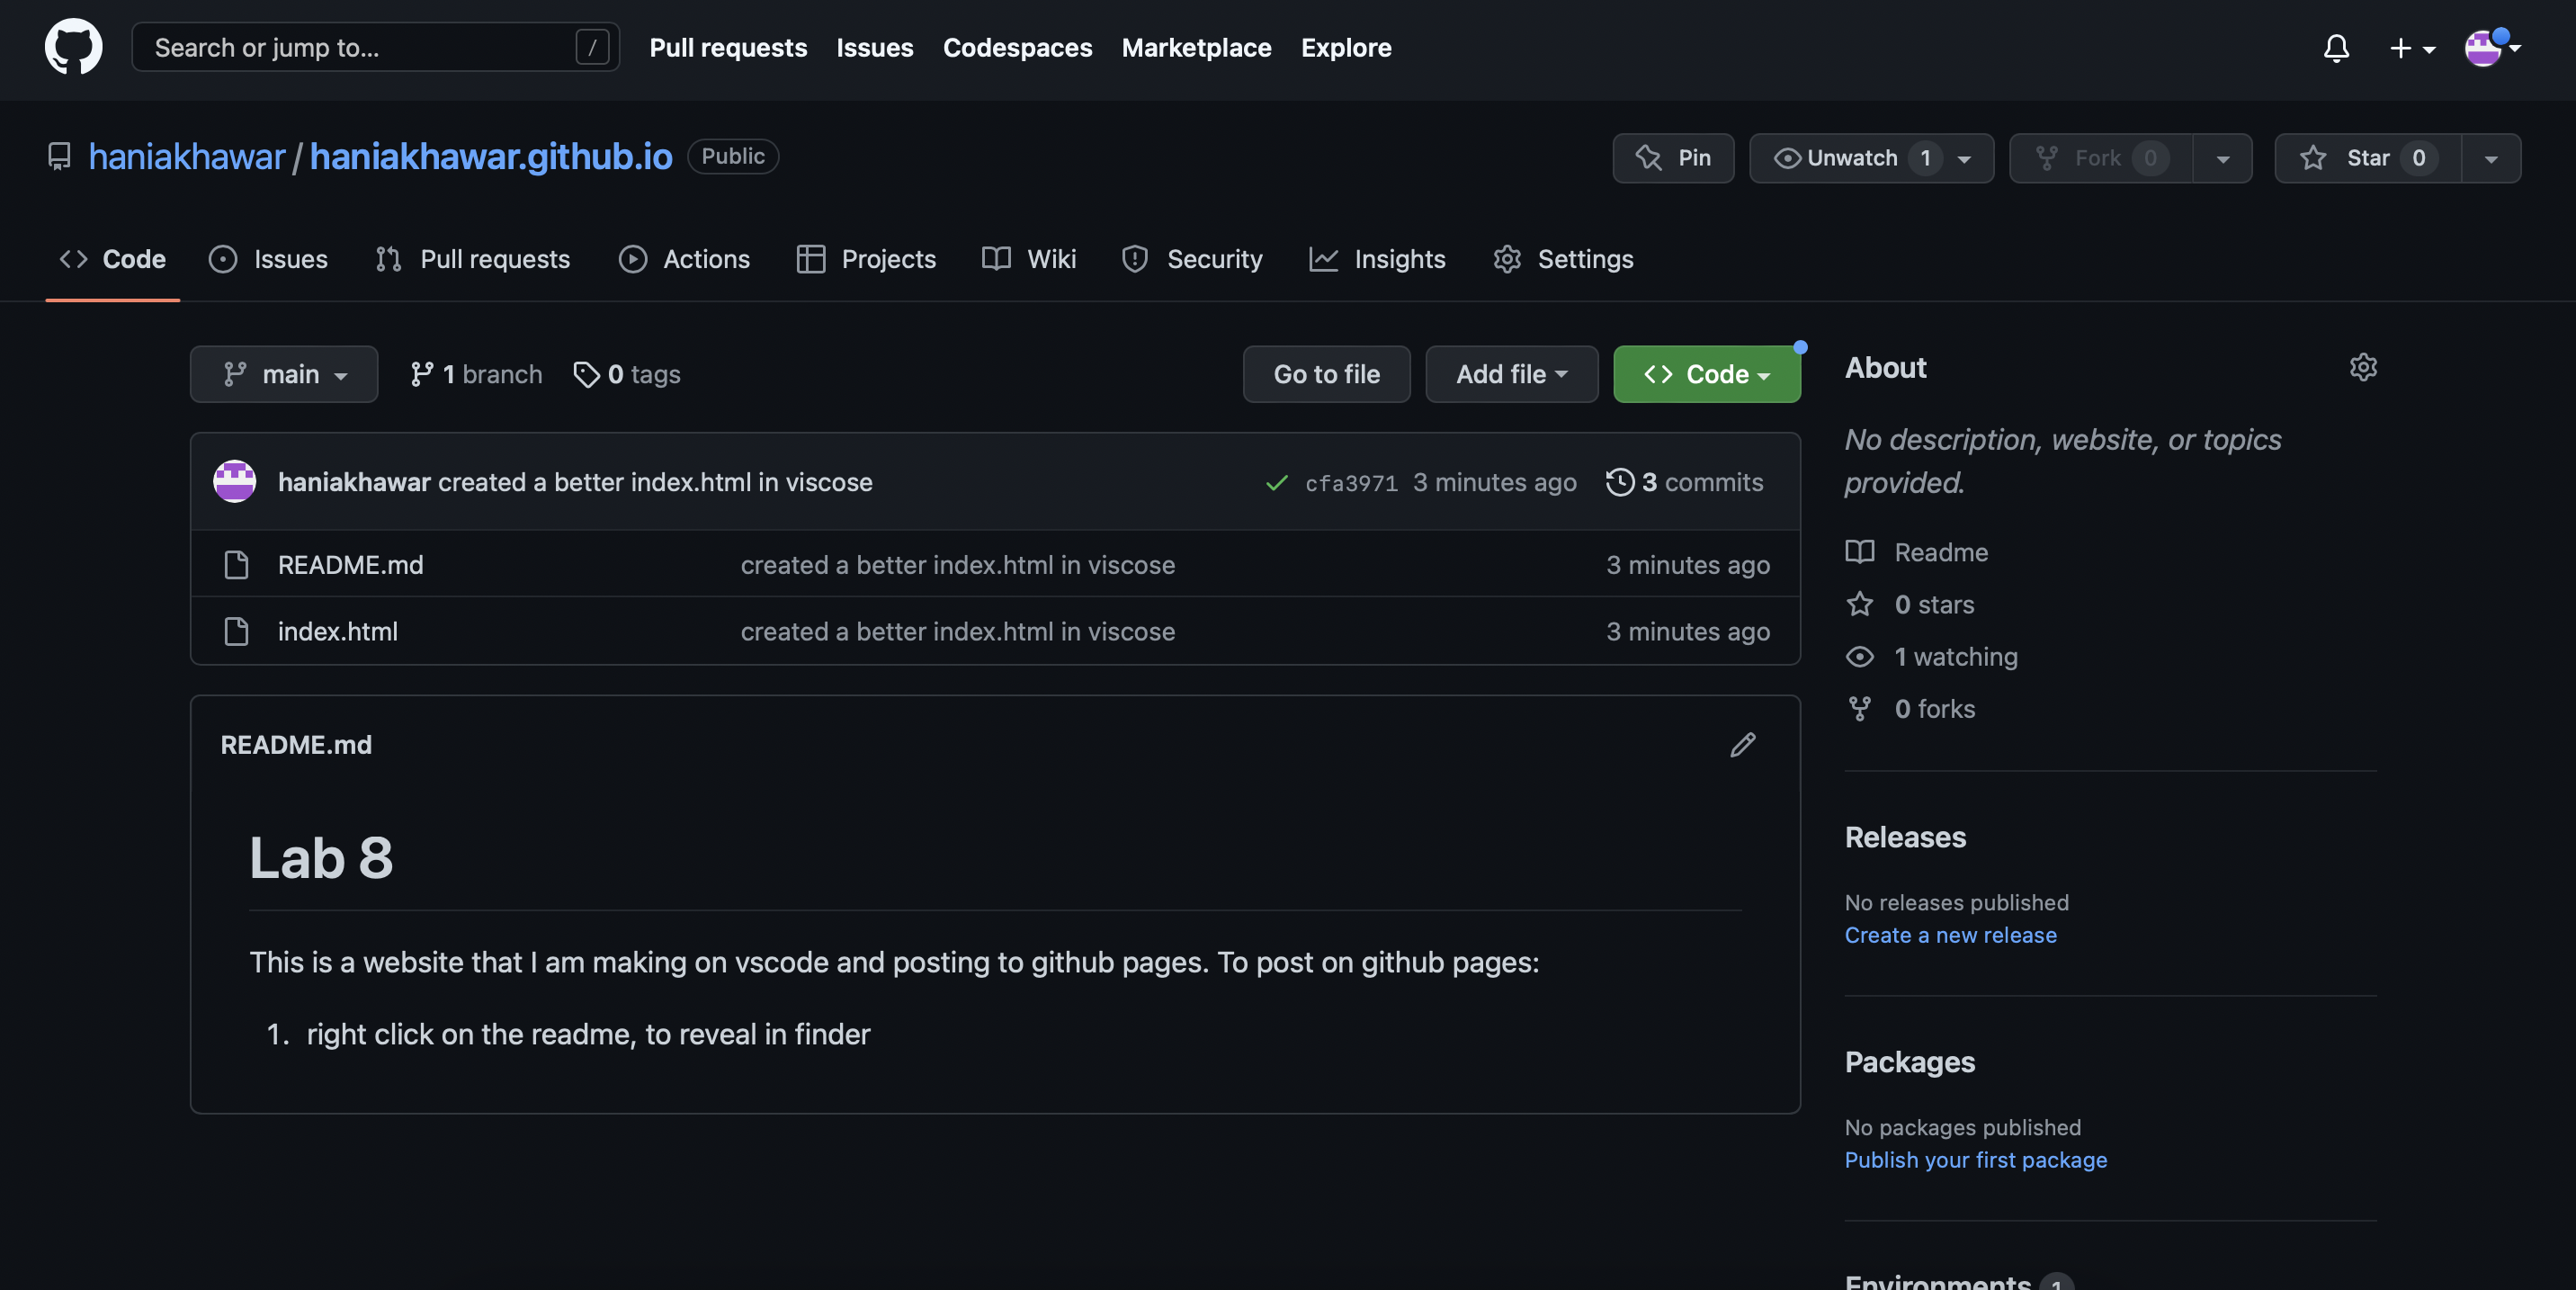 Search or jump to... /
Pull requests Issues Codespaces Marketplace Explore
haniakhawar / haniakhawar.github.io Public
Pin Unwatch 1 Fork 0 Star 0
Code Issues Pull requests Actions Projects Wiki Security Insights Settings
main 1 branch 0 tags Go to file Add file Code
haniakhawar created a better index.html in viscose cfa3971 3 minutes ago 3 commits
README.md created a better index.html in viscose 3 minutes ago
index.html created a better index.html in viscose 3 minutes ago
README.md
Lab 8
This is a website that I am making on vscode and posting to github pages. To post on github pages:
1. right click on the readme, to reveal in finder
About
No description, website, or topics
provided.
Readme
0 stars
1 watching
0 forks
Releases
No releases published
Create a new release
Packages
No packages published
Publish your first package
Environments 1